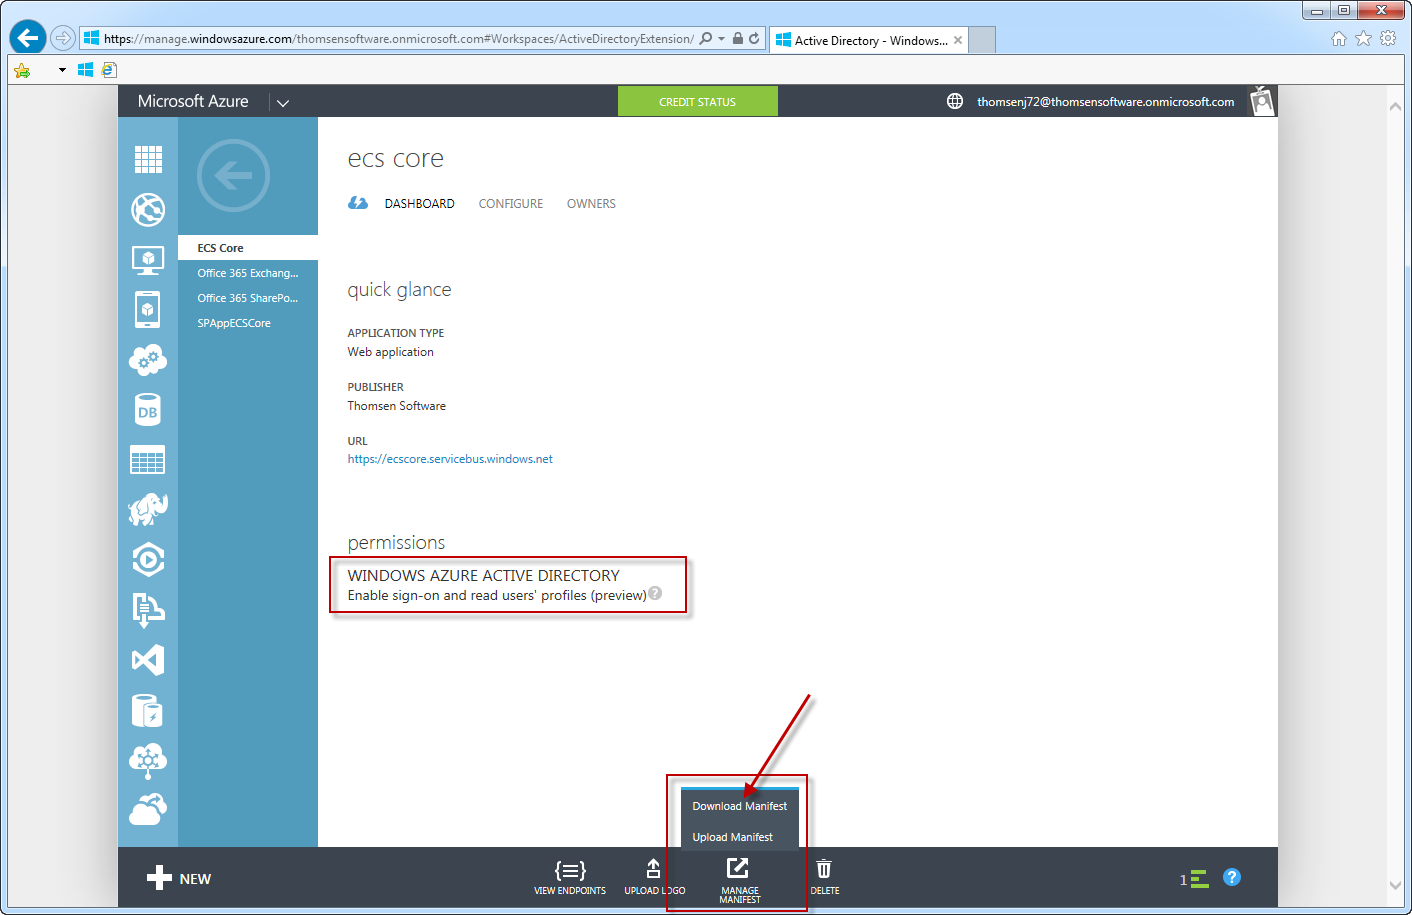 https://manage.windowsazure.com/thomsensoftware.onmicrosoft.com#Workspaces/ActiveDirectoryExtension/
Active Directory - Windows...
Microsoft Azure
CREDIT STATUS
thomsenj72@thomsensoftware.onmicrosoft.com
ECS Core
Office 365 Exchang...
Office 365 SharePo...
SPAppECSCore
DB
ecs core
DASHBOARD CONFIGURE OWNERS
quick glance
APPLICATION TYPE
Web application
PUBLISHER
Thomsen Software
URL
https://ecscore.servicebus.windows.net
permissions
WINDOWS AZURE ACTIVE DIRECTORY
Enable sign-on and read users' profiles (preview) ?
Download Manifest
Upload Manifest
NEW
VIEW ENDPOINTS
UPLOAD LOGO
MANAGE
MANIFEST
DELETE
1
?